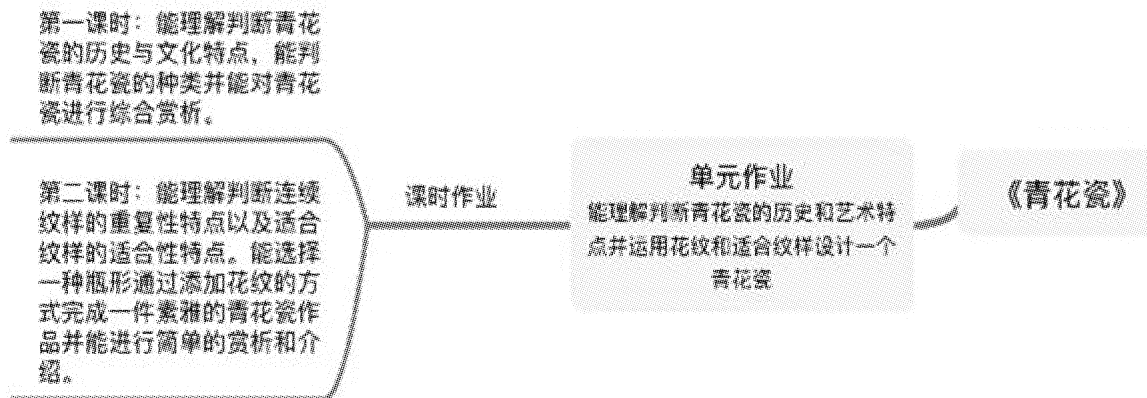 第一课时：能理解判断青花
瓷的历史与文化特点，能判
断青花瓷的种类并能对青花
瓷进行综合赏析。
第二课时：能理解判断连续
纹样的重复性特点以及适合
纹样的适合性特点。能选择
一种瓶形通过添加花纹的方
式完成一件素雅的青花瓷作
品并能进行简单的赏析和介
绍。
课时作业
单元作业
能理解判断青花瓷的历史和艺术特
点并运用花纹和适合纹样设计一个
青花瓷
《青花瓷》